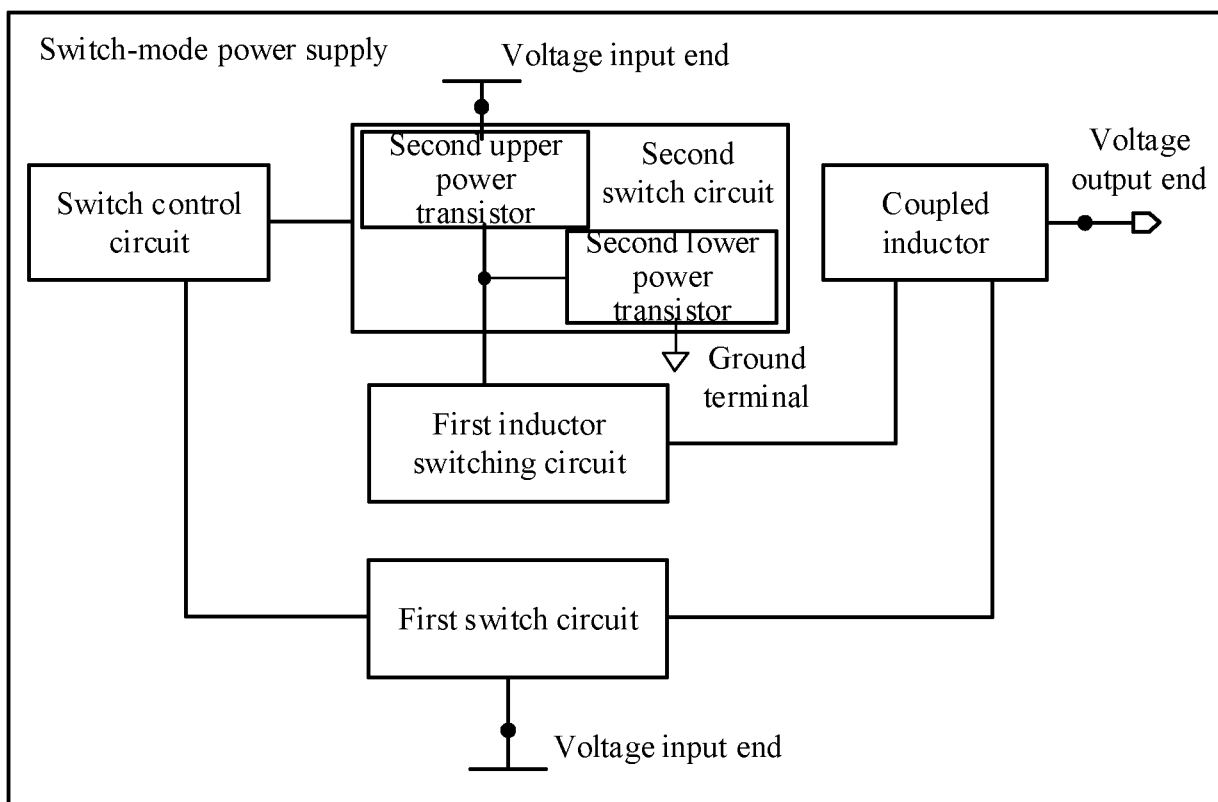 Switch-mode power supply
Voltage input end
Second upper
power
transistor
Second
switch circuit
Voltage
output end
Switch control
circuit
Coupled
inductor
Second lower
power
transistor
Ground
terminal
First inductor
switching circuit
First switch circuit
Voltage input end